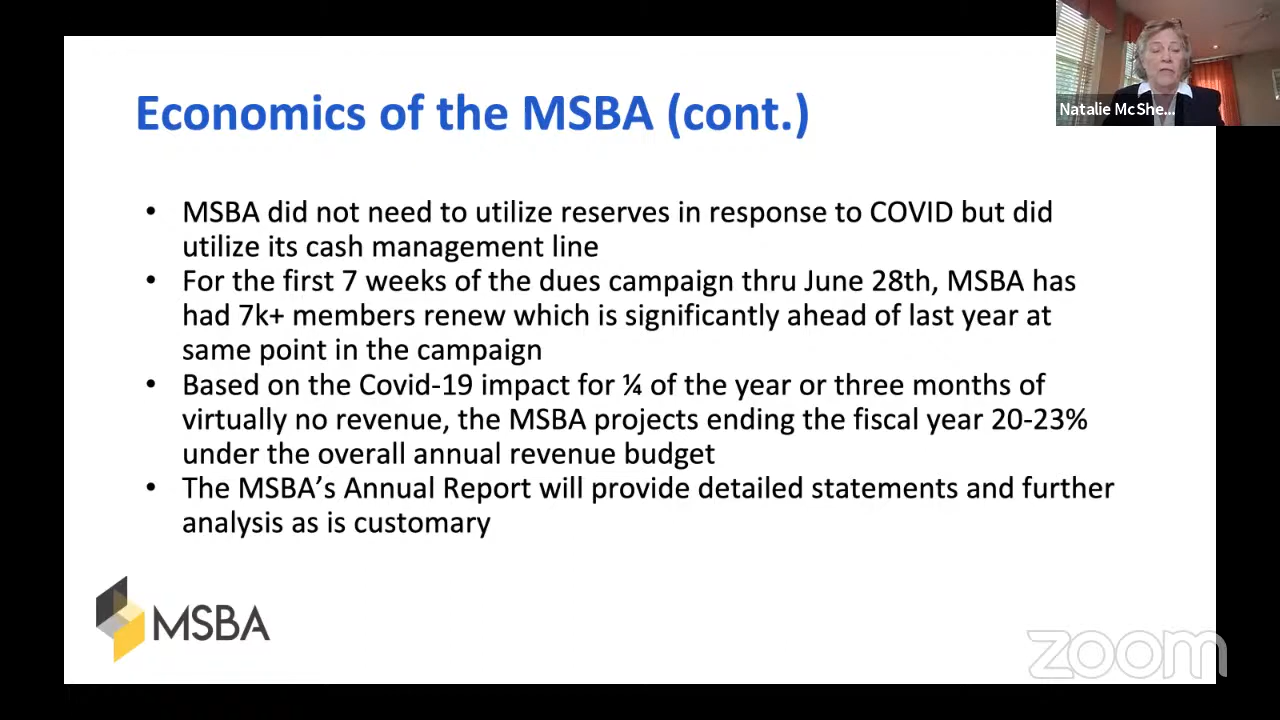 Economics of the MSBA (cont.)
Natalie McShe...
• MSBA did not need to utilize reserves in response to COVID but did
utilize its cash management line
• For the first 7 weeks of the dues campaign thru June 28th, MSBA has
had 7k+ members renew which is significantly ahead of last year at
same point in the campaign
• Based on the Covid-19 impact for ¼ of the year or three months of
virtually no revenue, the MSBA projects ending the fiscal year 20-23%
under the overall annual revenue budget
• The MSBA’s Annual Report will provide detailed statements and further
analysis as is customary
MSBA
zoom